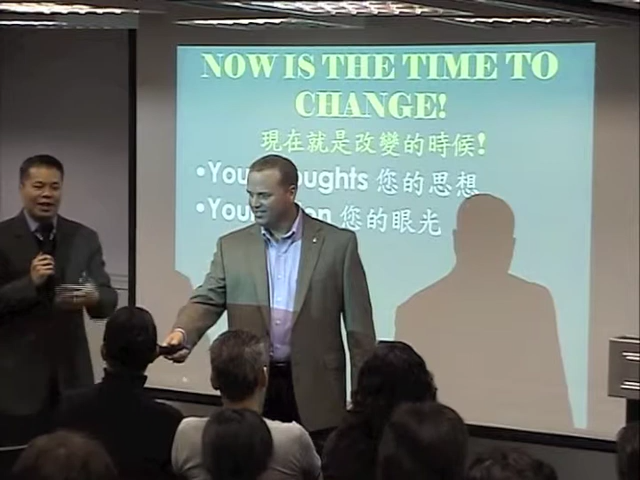 NOW IS THE TIME TO
CHANGE!
現在就是改變的時候!
•You oughts 您的思想
•You on 您的眼光